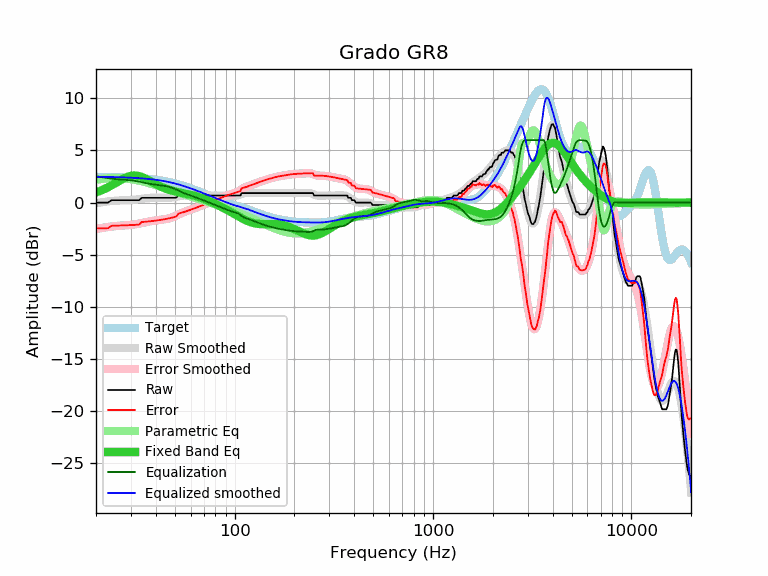 Grado GR8
10
5
0
−5
−10
−15
−20
−25
Amplitude (dBr)
Target
Raw Smoothed
Error Smoothed
Raw
Error
Parametric Eq
Fixed Band Eq
Equalization
Equalized smoothed
100
1000
10000
Frequency (Hz)